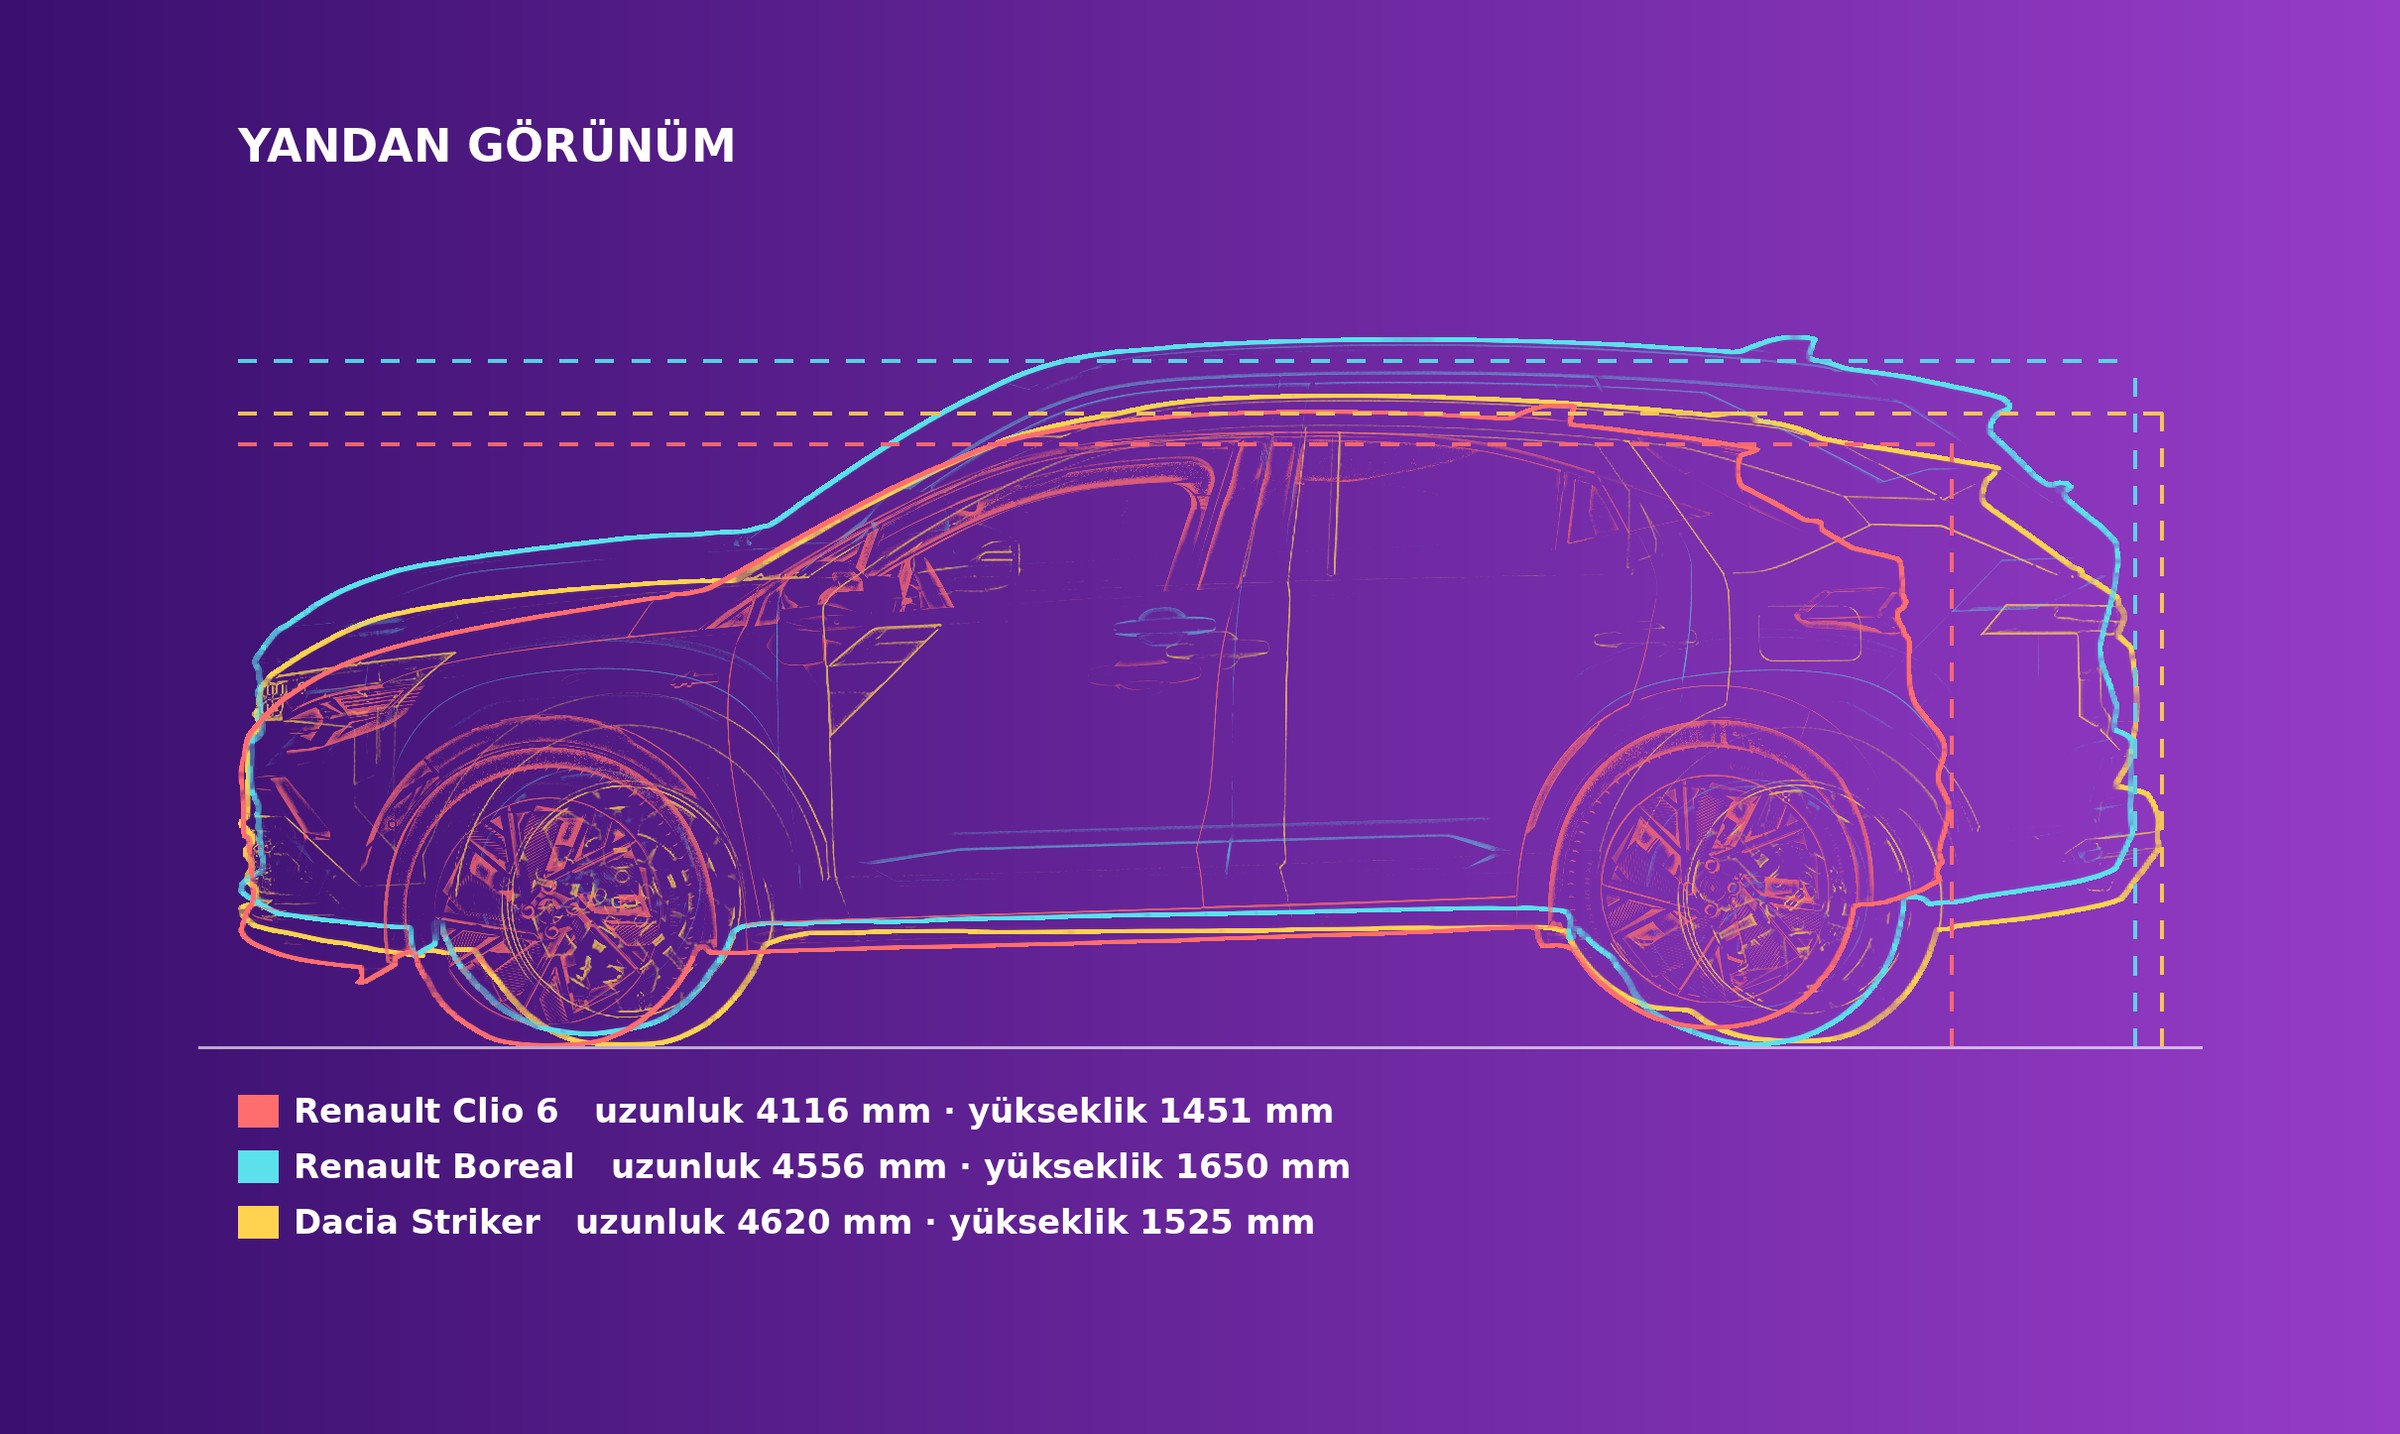 YANDAN GÖRÜNÜM
Renault Clio 6 uzunluk 4116 mm · yükseklik 1451 mm
Renault Boreal uzunluk 4556 mm · yükseklik 1650 mm
Dacia Striker uzunluk 4620 mm · yükseklik 1525 mm